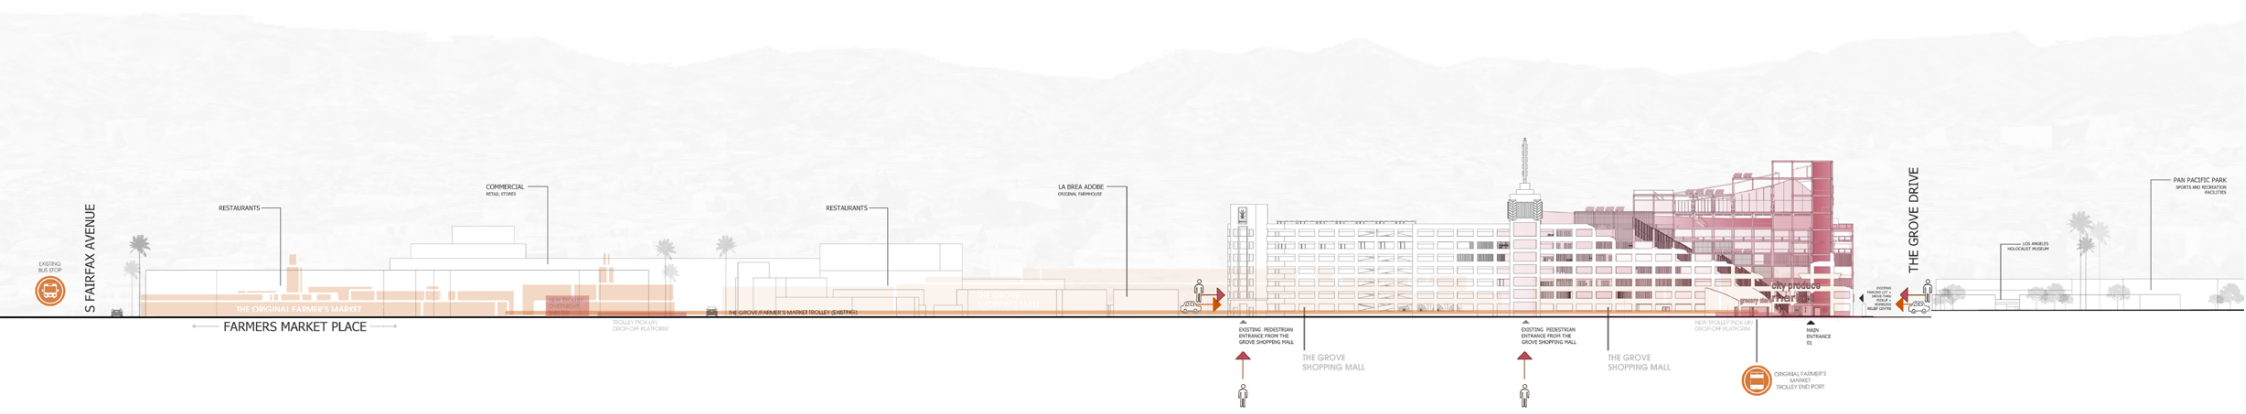 EXISTING
BUS STOP
S FAIRFAX AVENUE
RESTAURANTS
COMMERCIAL
RETAIL STORES
THE ORIGINAL FARMER'S MARKET
FARMERS MARKET PLACE
NEW TROLLEY
TROLLEY PICK UP/
DROP-OFF PLATFORM
RESTAURANTS
THE GROVE/FARMER'S MARKET TROLLEY (EXISTING)
LA BREA ADOBE
ORIGINAL FARMHOUSE
EXISTING PEDESTRIAN
ENTRANCE FROM THE
GROVE SHOPPING MALL
THE GROVE
SHOPPING MALL
EXISTING PEDESTRIAN
ENTRANCE FROM THE
GROVE SHOPPING MALL
THE GROVE
SHOPPING MALL
city produce
NEW TROLLEY PICK UP/
DROP-OFF PLATFORM
ORIGINAL FARMER'S
MARKET
TROLLEY END PORT
MAIN
ENTRANCE
01
THE GROVE DRIVE
LOS ANGELES
HOLOCAUST MUSEUM
PAN PACIFIC PARK
SPORTS AND RECREATION
FACILITIES